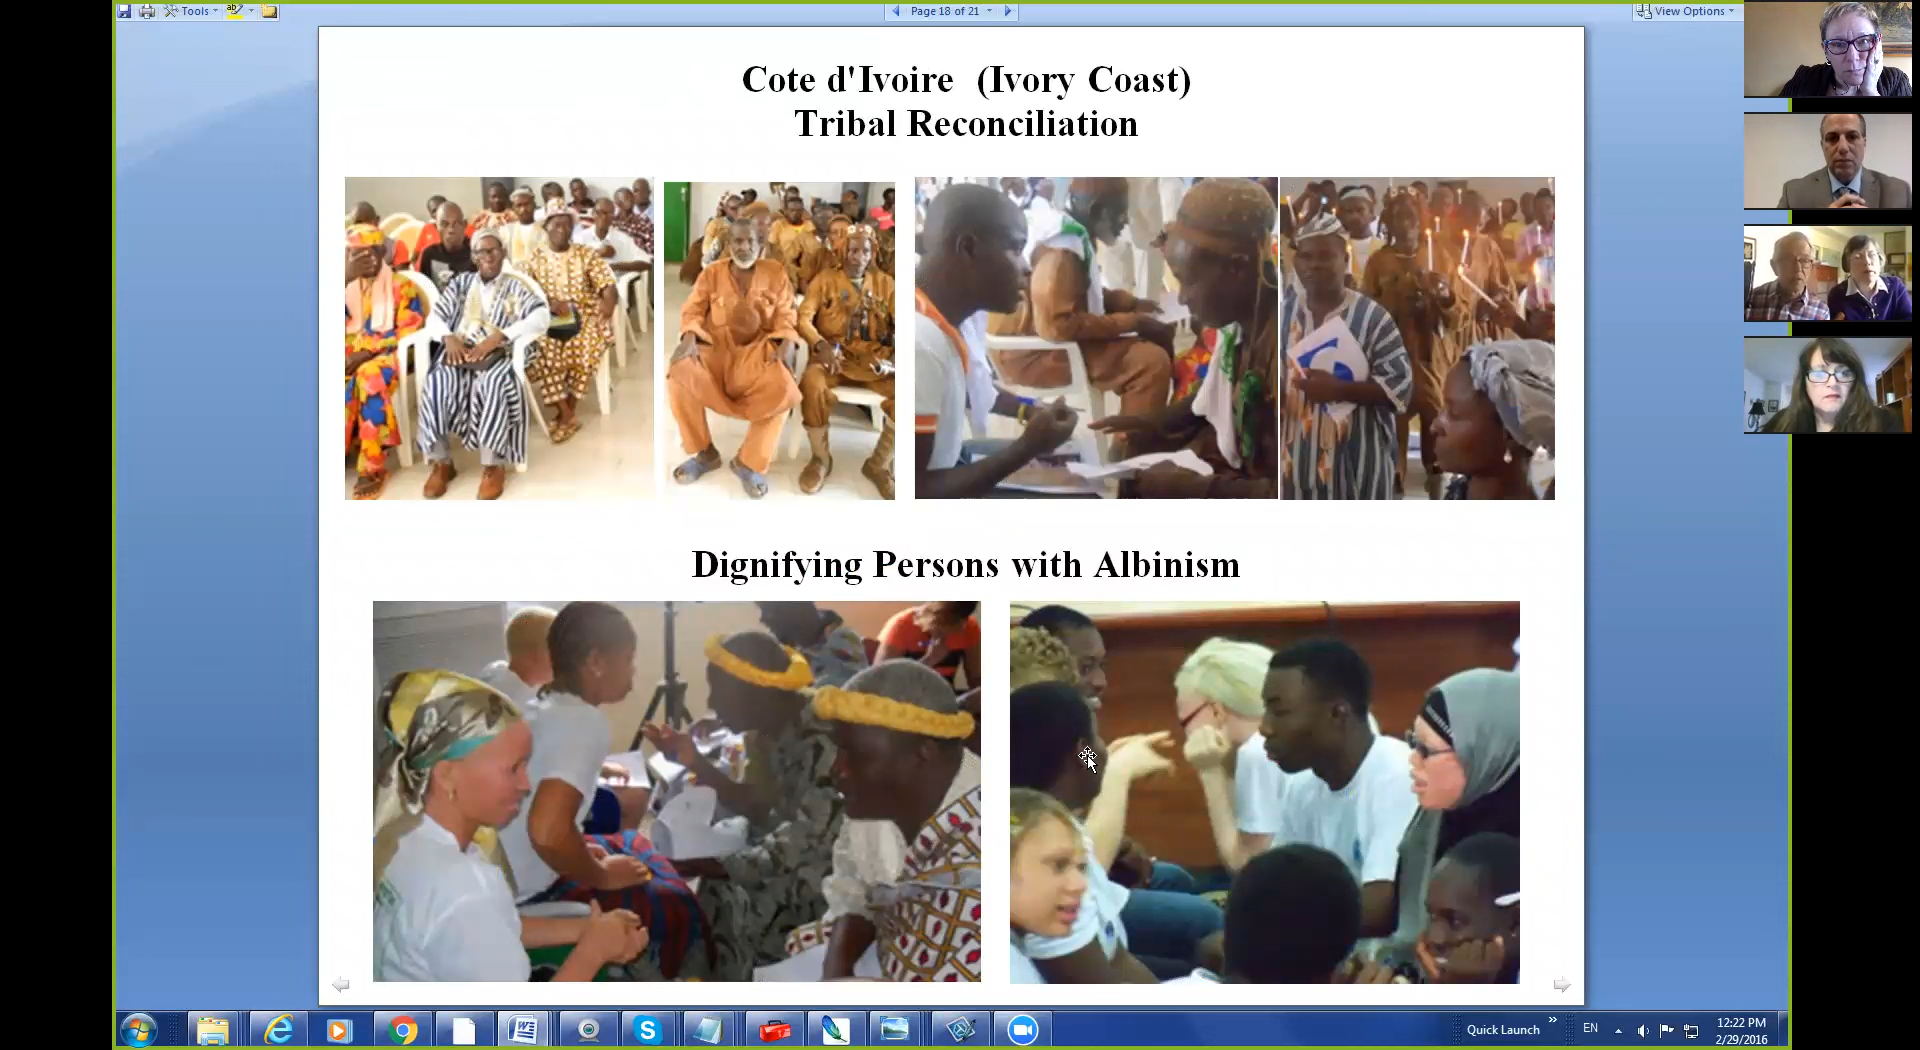 Tools
Page 18 of 21
View Options
Cote d'Ivoire (Ivory Coast)
Tribal Reconciliation
Dignifying Persons with Albinism
Quick Launch
EN
12:22 PM
2/29/2016